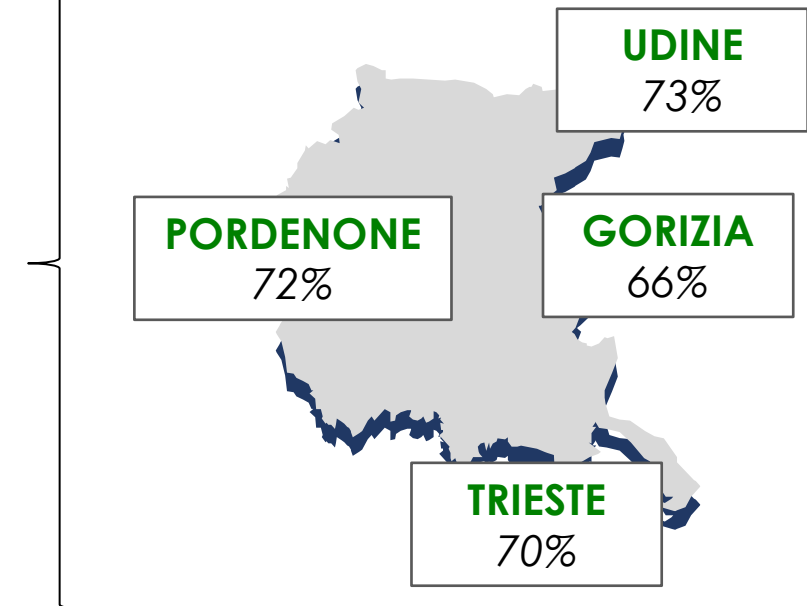 UDINE
73%
PORDENONE
72%
GORIZIA
66%
TRIESTE
70%